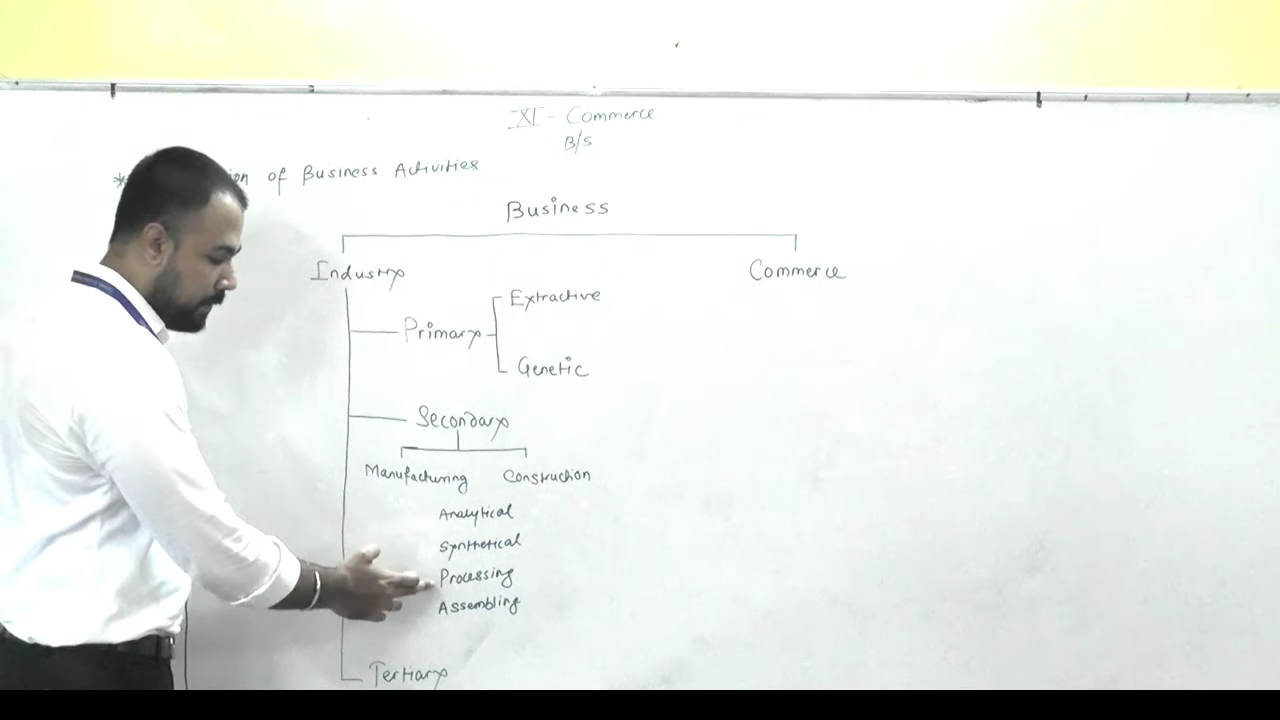 XI - Commerce
B/S
* of Business Activities
Business
Industry Commerce
Extractive
Primary
Genetic
Secondary
Manufacturing Construction
Analytical
Synthetical
Processing
Assembling
Tertiary